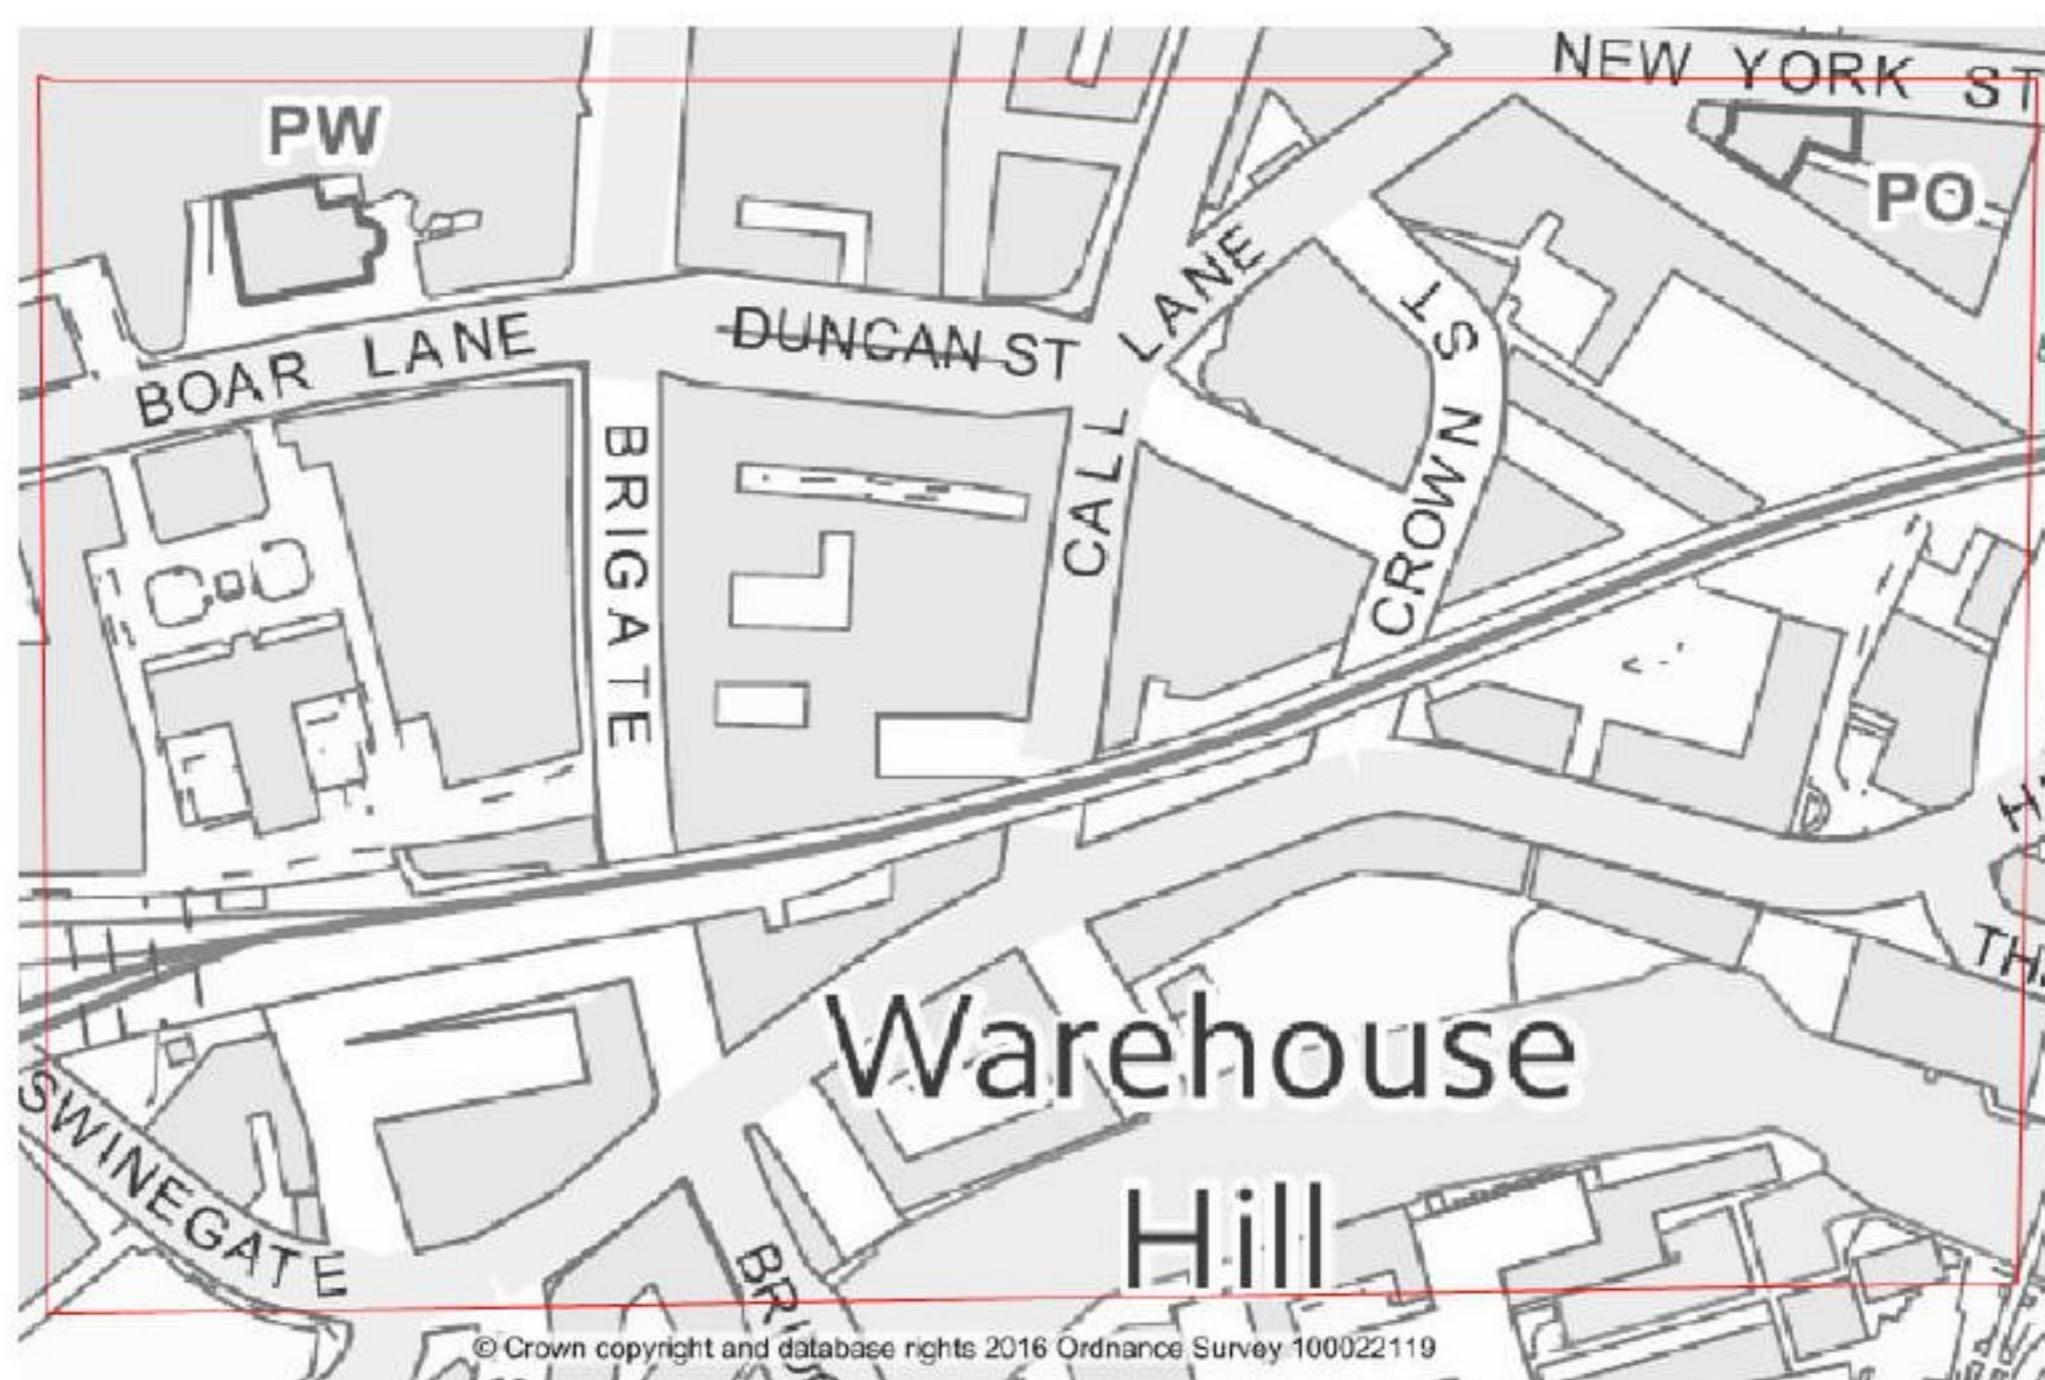 NEW YORK ST
PW
PO
BOAR LANE
DUNCAN ST
CALL LANE
CROWN ST
BRIGATE
Warehouse
Hill
SWINEGATE
© Crown copyright and database rights 2016 Ordnance Survey 100022119